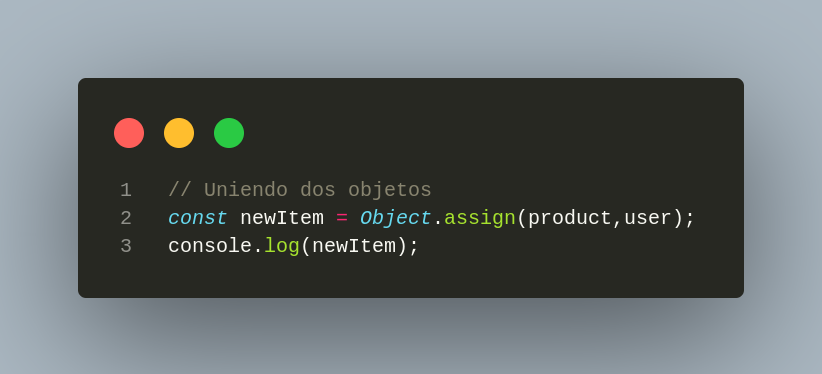 1 // Uniendo dos objetos
2 const newItem = Object.assign(product,user);
3 console.log(newItem);